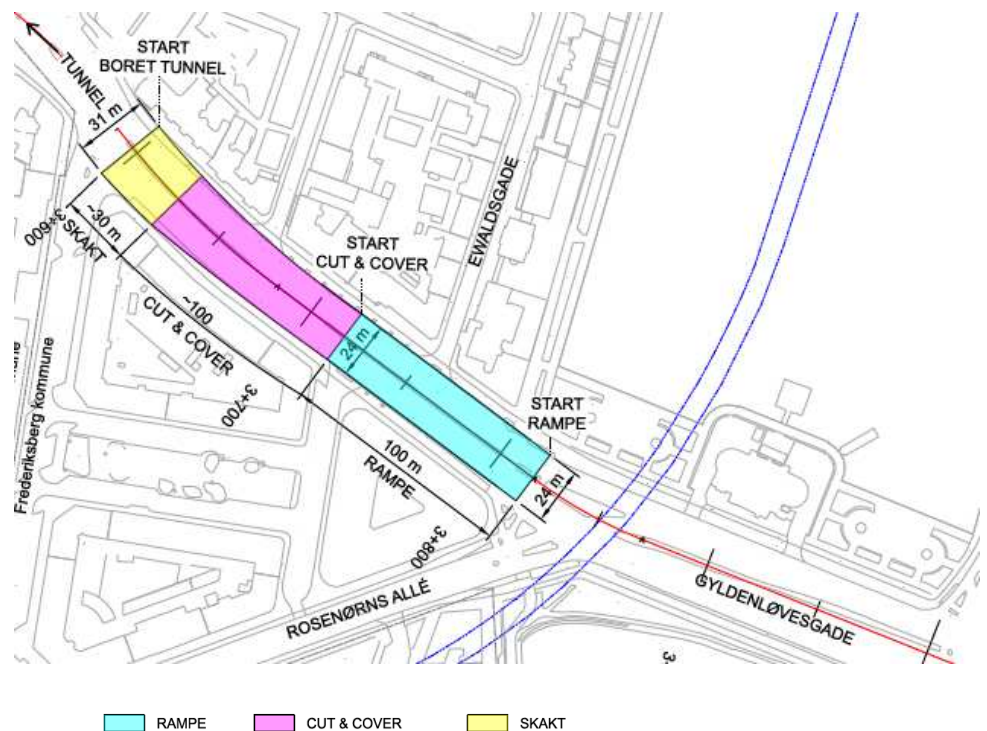 START
BORET TUNNEL
TUNNEL
31 m
~30 m
SKAKT
3+600
START
CUT & COVER
EWALDSGADE
~100
CUT & COVER
24 m
3+700
START
RAMPE
100 m
RAMPE
24 m
3+800
Frederiksberg kommune
ROSENØRNS ALLÉ
GYLDENLØVESGADE
RAMPE
CUT & COVER
SKAKT